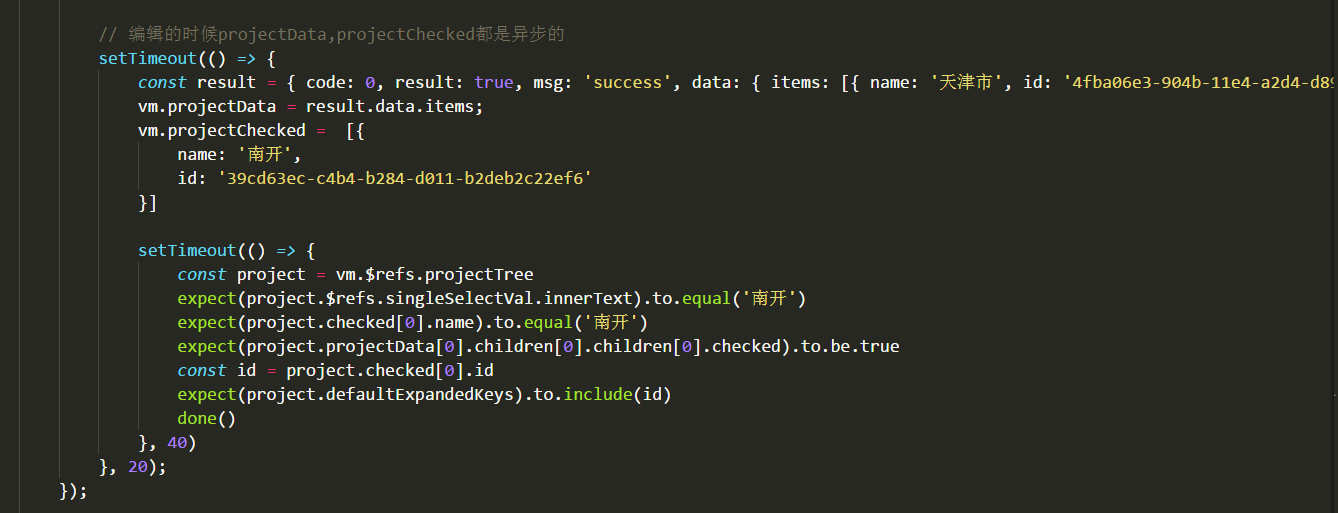 // 编辑的时候projectData,projectChecked都是异步的
setTimeout(() => {
const result = { code: 0, result: true, msg: 'success', data: { items: [{ name: '天津市', id: '4fba06e3-904b-11e4-a2d4-d89
vm.projectData = result.data.items;
vm.projectChecked =  [{
name: '南开',
id: '39cd63ec-c4b4-b284-d011-b2deb2c22ef6'
}]
setTimeout(() => {
const project = vm.$refs.projectTree
expect(project.$refs.singleSelectVal.innerText).to.equal('南开')
expect(project.checked[0].name).to.equal('南开')
expect(project.projectData[0].children[0].children[0].checked).to.be.true
const id = project.checked[0].id
expect(project.defaultExpandedKeys).to.include(id)
done()
}, 40)
}, 20);
});